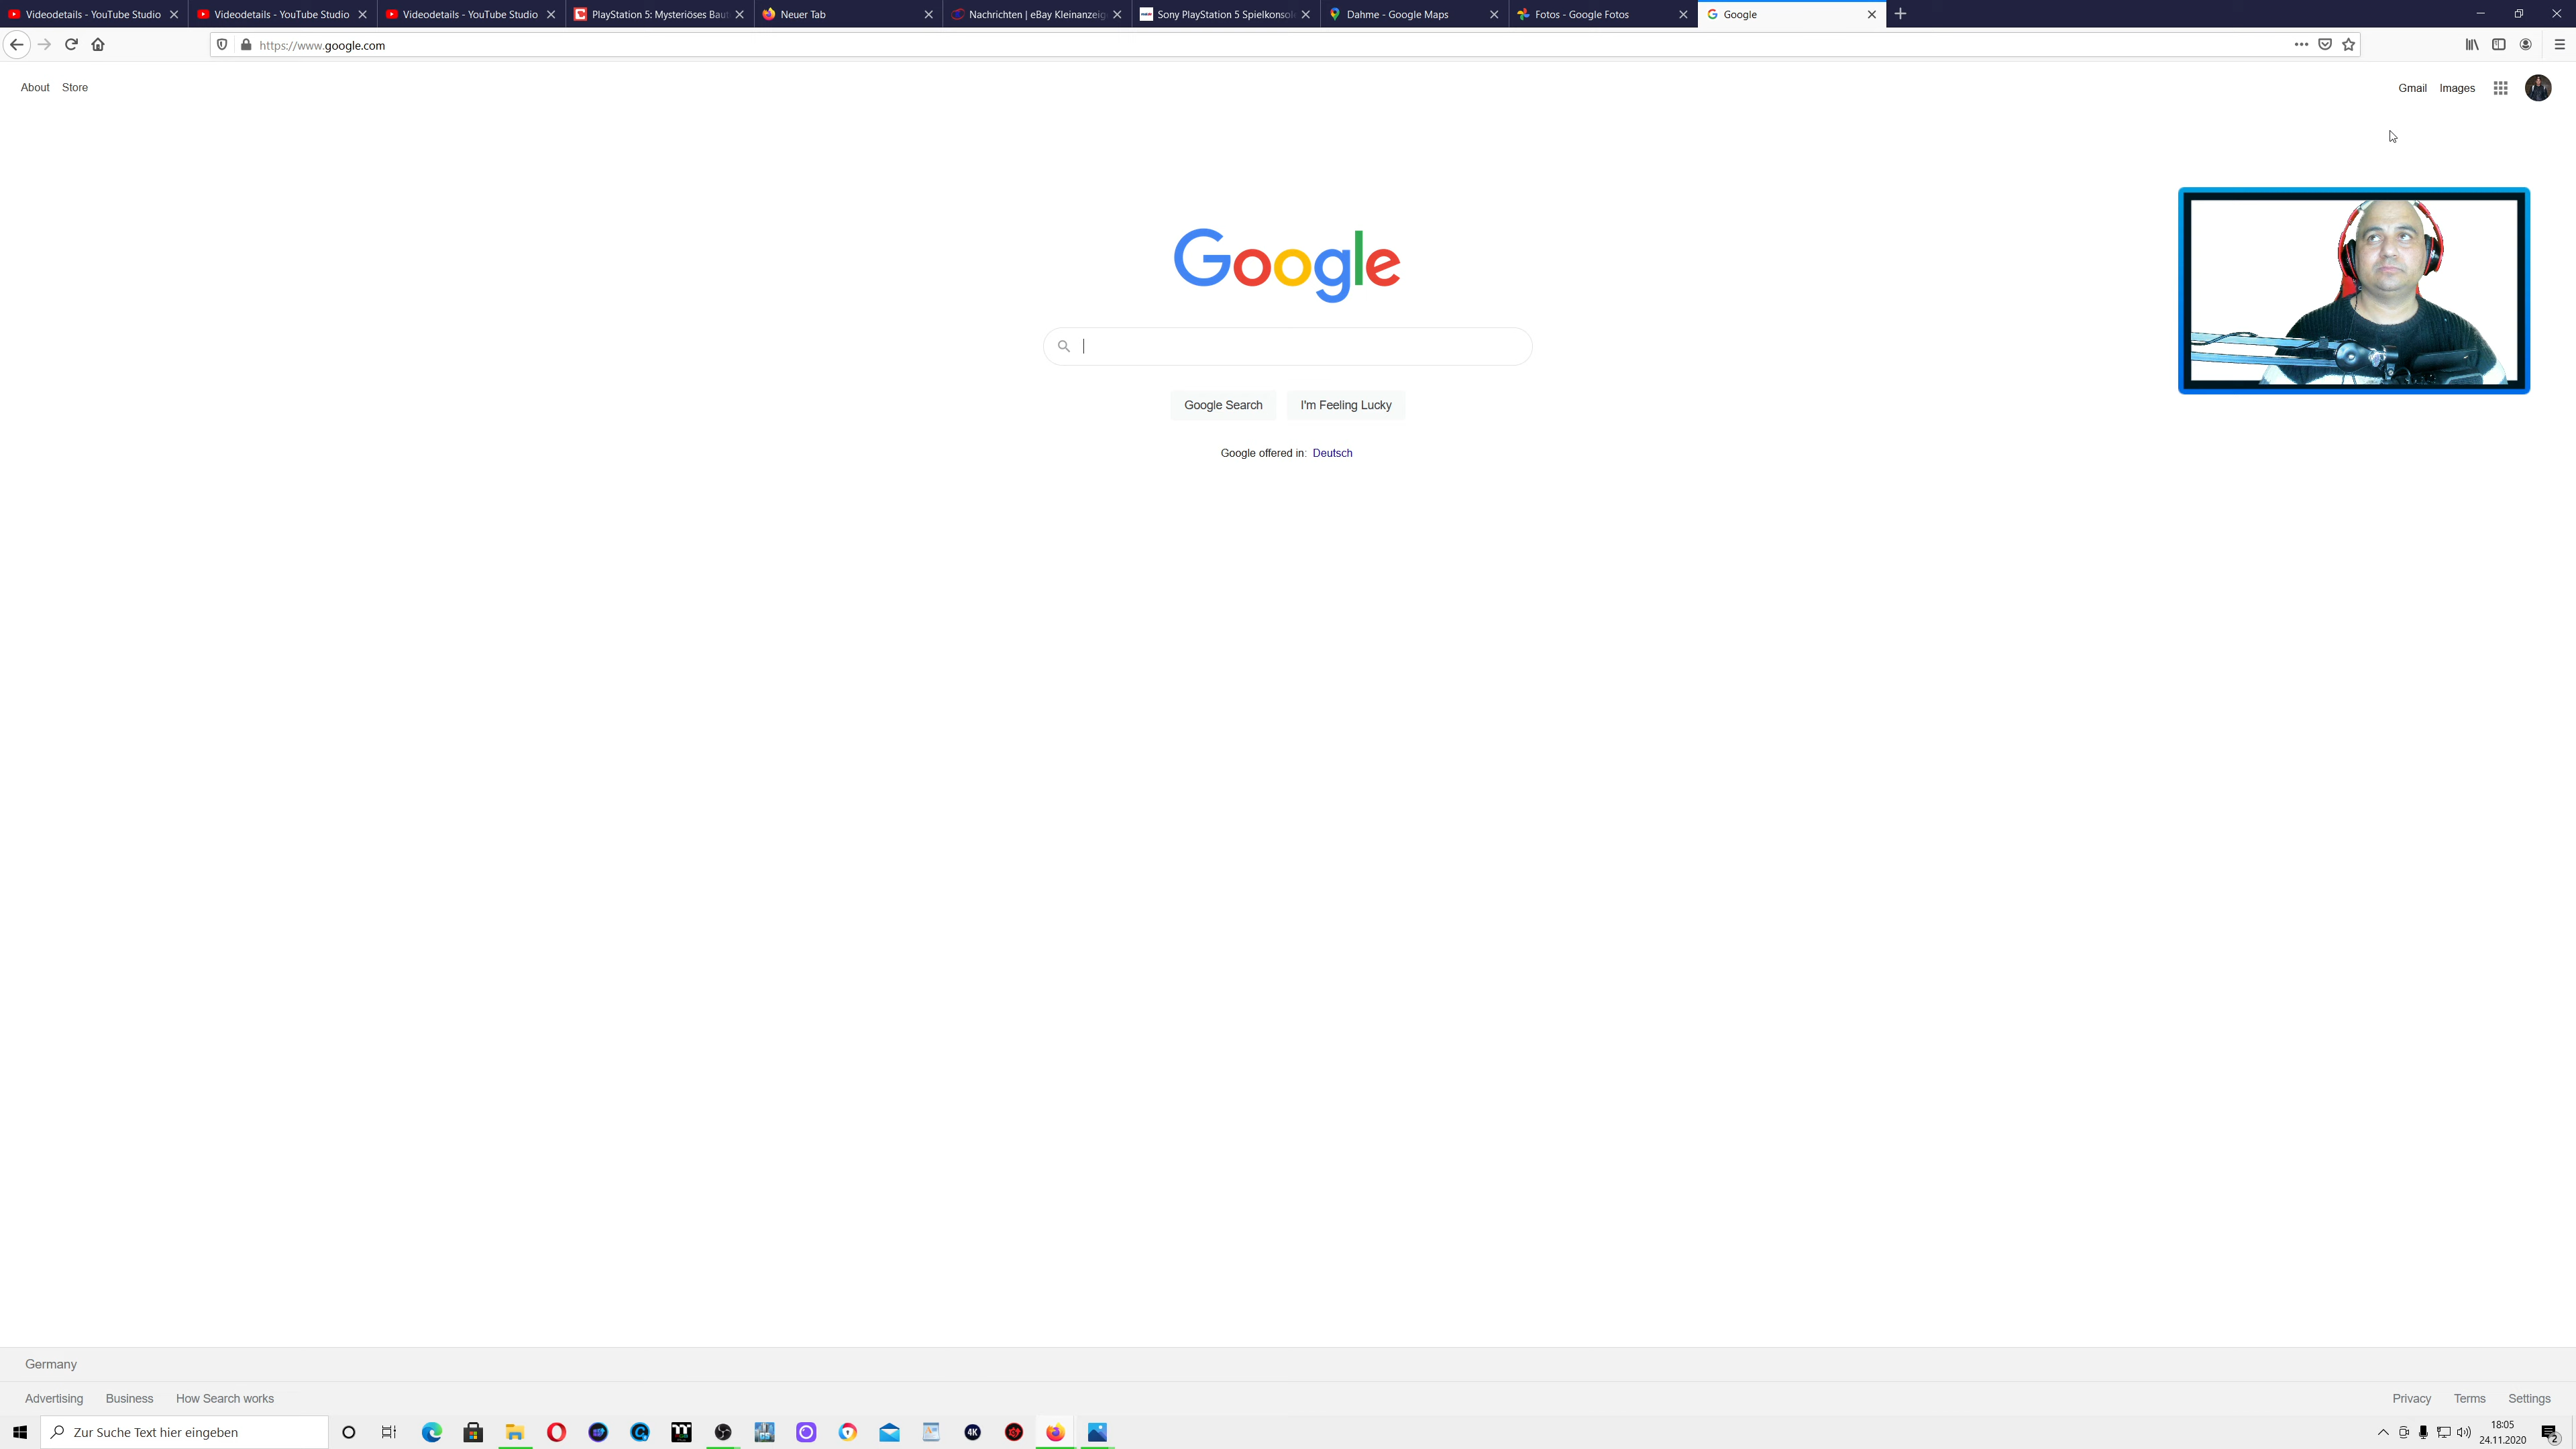 Videodetails - YouTube Studio
Videodetails - YouTube Studio
Videodetails - YouTube Studio
PlayStation 5: Mysteriöses Baut
Neuer Tab
Nachrichten | eBay Kleinanzeig
Sony PlayStation 5 Spielkonsol
Dahme - Google Maps
Fotos - Google Fotos
Google
https://www.google.com
About Store
Gmail Images
Google
Google Search I'm Feeling Lucky
Google offered in: Deutsch
Germany
Advertising Business How Search works
Privacy Terms Settings
Zur Suche Text hier eingeben
4K
18:05
24.11.2020
2